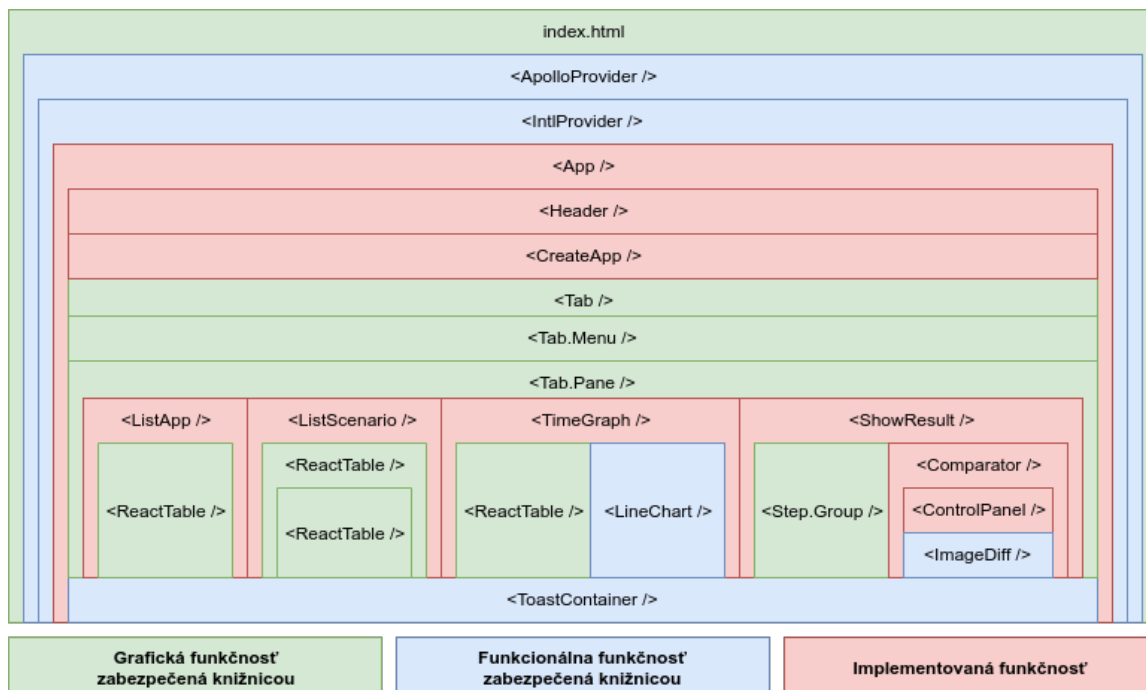 index.html
<ApolloProvider />
<IntlProvider />
<App />
<Header />
<CreateApp />
<Tab />
<Tab.Menu />
<Tab.Pane />
<ListApp />
<ReactTable />
<ListScenario />
<ReactTable />
<ReactTable />
<TimeGraph />
<ReactTable />
<LineChart />
<ShowResult />
<Step.Group />
<Comparator />
<ControlPanel />
<ImageDiff />
<ToastContainer />
Grafická funkčnosť
zabezpečená knižnicou
Funkcionálna funkčnosť
zabezpečená knižnicou
Implementovaná funkčnosť